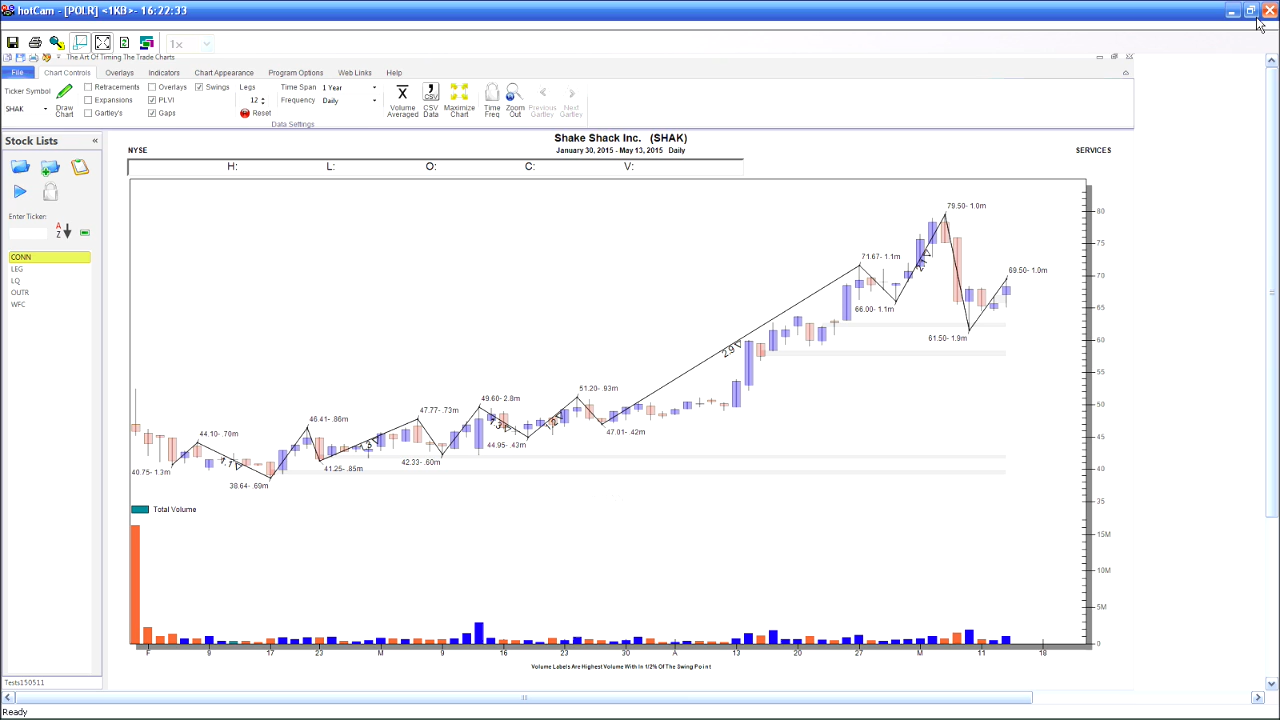 hotCam - [POLR] <1KB>- 16:22:33
1x
The Art Of Timing The Trade Charts
File Chart Controls Overlays Indicators Chart Appearance Program Options Web Links Help
Ticker Symbol
SHAK
Draw Chart
Retracements
Expansions
Gartley's
Overlays
PLVI
Gaps
Swings
Legs
12
Reset
Time Span 1 Year
Frequency Daily
Volume Averaged
CSV Data
Maximize Chart
Time Freq
Zoom Out
Previous Gartley
Next Gartley
Data Settings
Stock Lists
Enter Ticker:
CONN
LEG
LQ
OUTR
WFC
Tests150511
Ready
Shake Shack Inc. (SHAK)
NYSE January 30, 2015 - May 13, 2015 Daily SERVICES
H: L: O: C: V:
79.50- 1.0m
71.67- 1.1m
69.50- 1.0m
66.00- 1.1m
61.50- 1.9m
51.20- .93m
49.60- 2.8m
47.77- .73m
46.41- .86m
44.10- .70m
47.01- .42m
44.95- .43m
42.33- .60m
41.25- .85m
38.64- .69m
2.9
80
75
70
65
60
55
50
45
40
35
15M
10M
5M
0
Total Volume
F 9 17 23 M 9 16 23 30 A 13 20 27 M 11 18
Volume Labels Are Highest Volume With In 1/2% Of The Swing Point